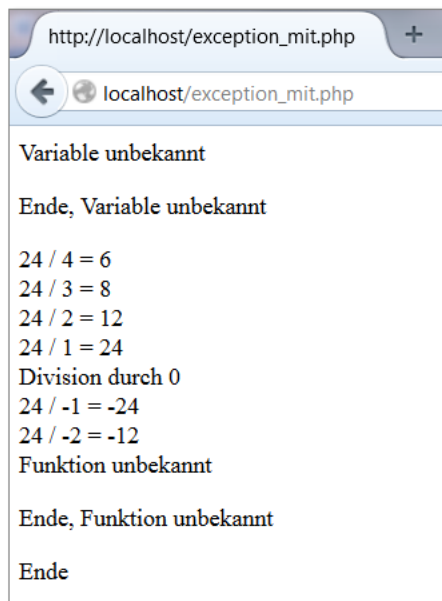 http://localhost/exception_mit.php
localhost/exception_mit.php
Variable unbekannt
Ende, Variable unbekannt
24 / 4 = 6
24 / 3 = 8
24 / 2 = 12
24 / 1 = 24
Division durch 0
24 / -1 = -24
24 / -2 = -12
Funktion unbekannt
Ende, Funktion unbekannt
Ende